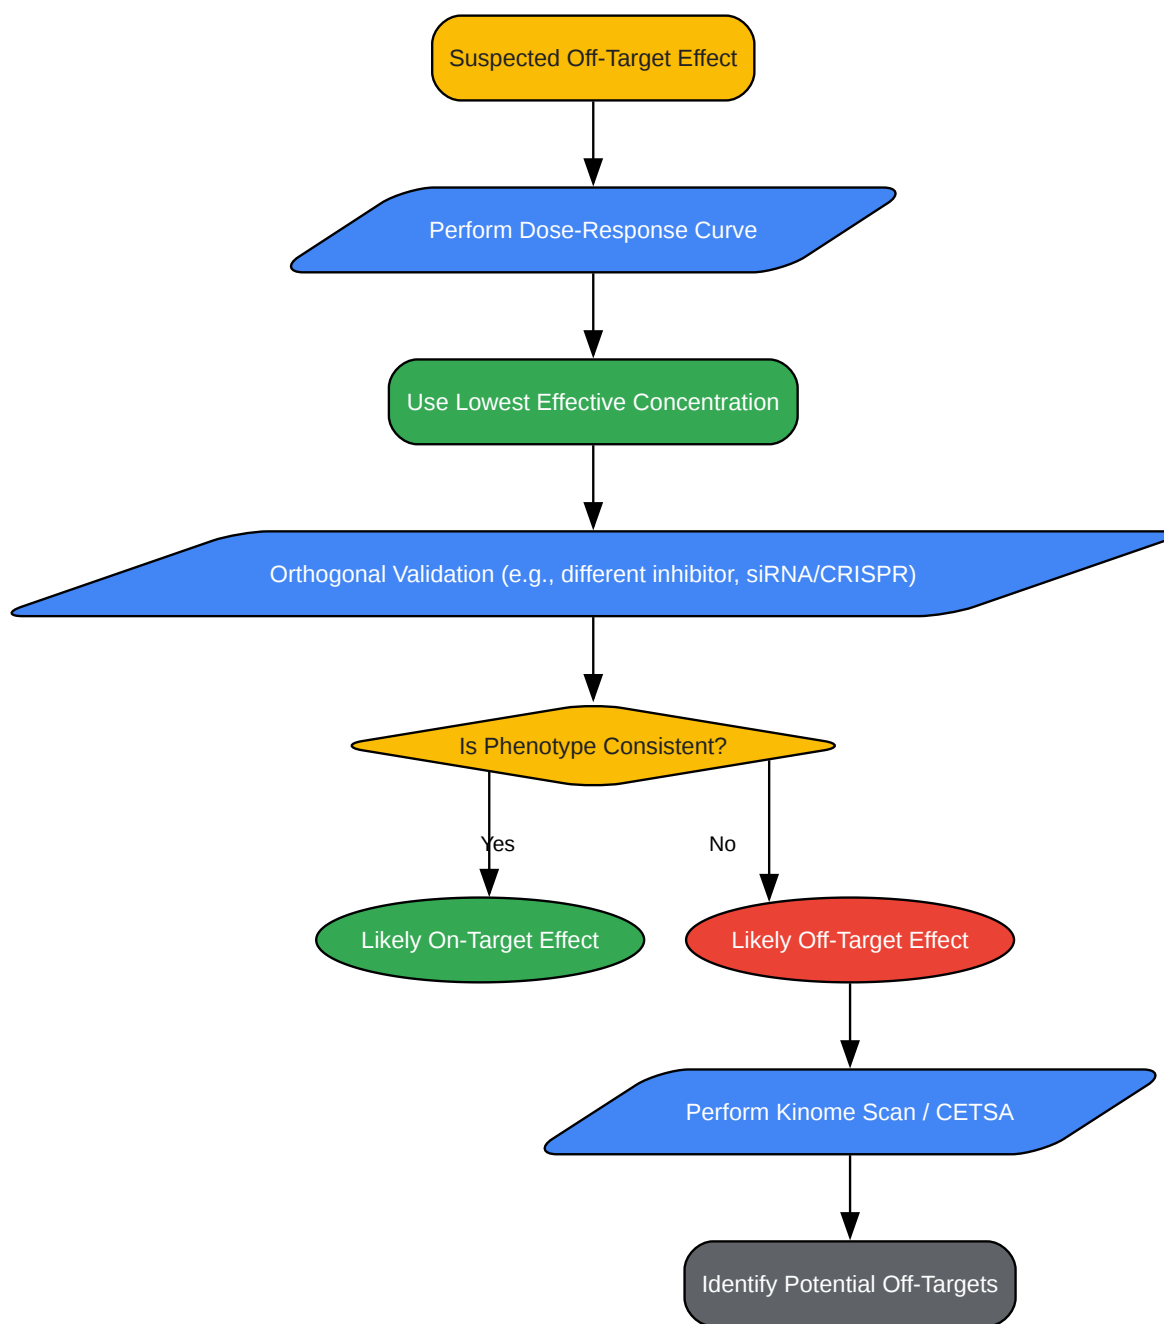 Suspected Off-Target Effect
Perform Dose-Response Curve
Use Lowest Effective Concentration
Orthogonal Validation (e.g., different inhibitor, siRNA/CRISPR)
Is Phenotype Consistent?
Yes
No
Likely On-Target Effect
Likely Off-Target Effect
Perform Kinome Scan / CETSA
Identify Potential Off-Targets